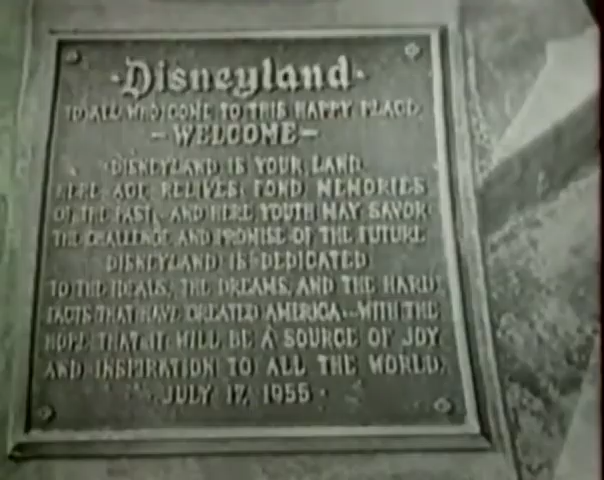 ·Disneyland·
TO ALL WHO COME TO THIS HAPPY PLACE
–WELCOME–
DISNEYLAND IS YOUR LAND
HERE AGE RELIVES FOND MEMORIES
OF THE PAST, AND HERE YOUTH MAY SAVOR
THE CHALLENGE AND PROMISE OF THE FUTURE
DISNEYLAND IS DEDICATED
TO THE IDEALS, THE DREAMS, AND THE HARD
FACTS THAT HAVE CREATED AMERICA...WITH THE
HOPE THAT IT WILL BE A SOURCE OF JOY
AND INSPIRATION TO ALL THE WORLD.
JULY 17, 1955 ·